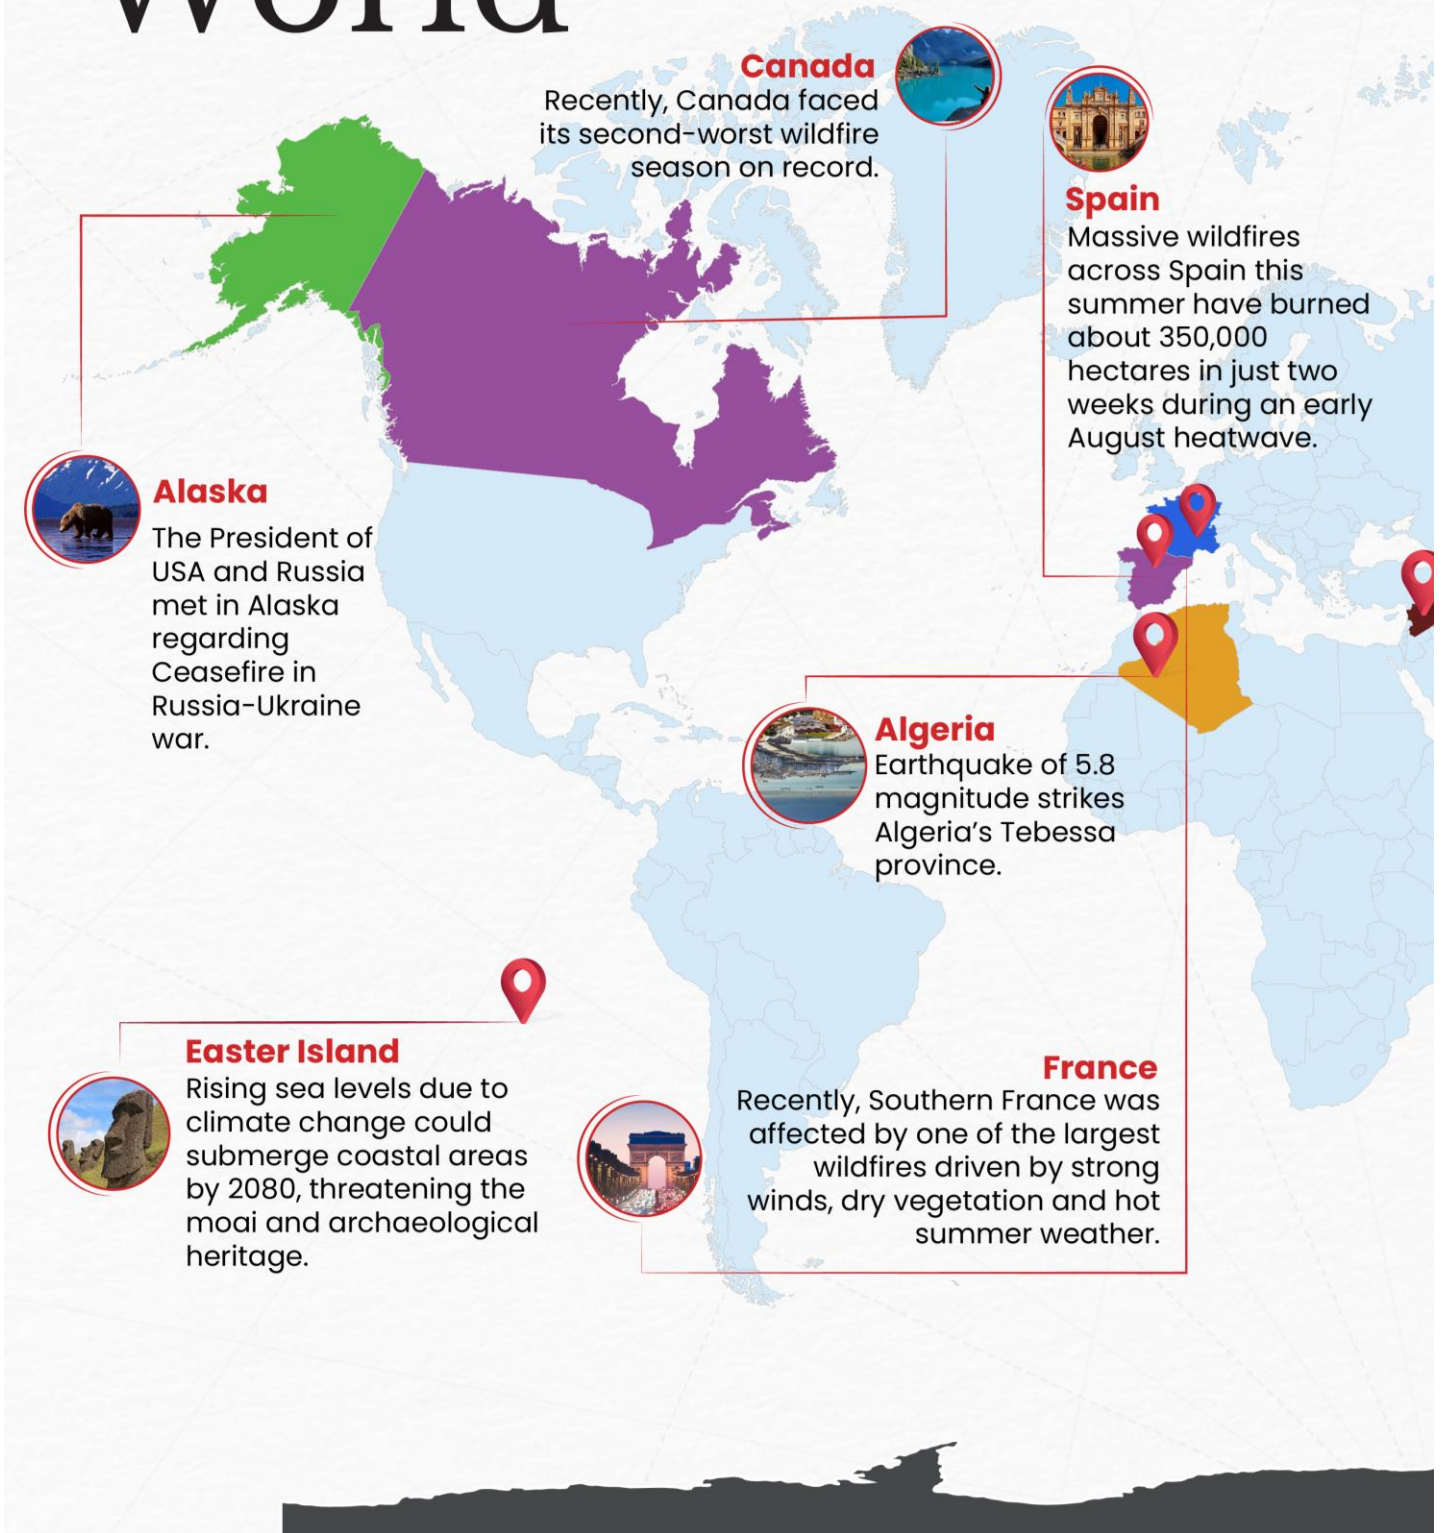 World
Canada
Recently, Canada faced
its second-worst wildfire
season on record.
Spain
Massive wildfires
across Spain this
summer have burned
about 350,000
hectares in just two
weeks during an early
August heatwave.
Alaska
The President of
USA and Russia
met in Alaska
regarding
Ceasefire in
Russia-Ukraine
war.
Algeria
Earthquake of 5.8
magnitude strikes
Algeria's Tebessa
province.
Easter Island
Rising sea levels due to
climate change could
submerge coastal areas
by 2080, threatening the
moai and archaeological
heritage.
France
Recently, Southern France was
affected by one of the largest
wildfires driven by strong
winds, dry vegetation and hot
summer weather.